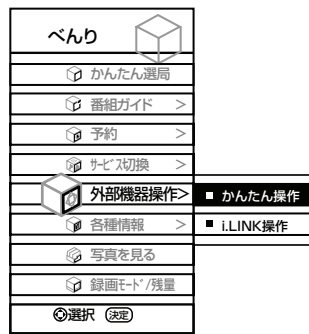 べんり
かんたん選局
番組ガイド >
予約 >
サービス切換 >
外部機器操作>
■ かんたん操作
各種情報 >
■ i.LINK操作
写真を見る
録画モード/残量
選択 決定